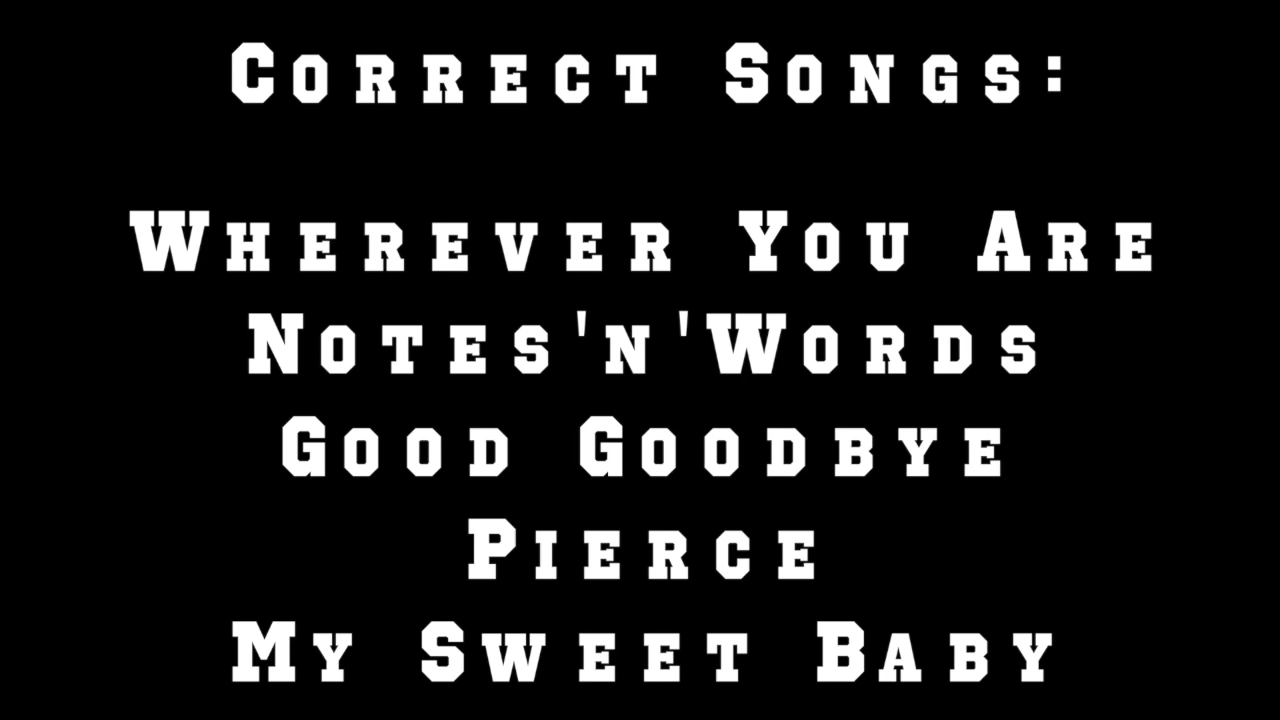 Correct Songs:
Wherever You Are
Notes'n'Words
Good Goodbye
Pierce
My Sweet Baby